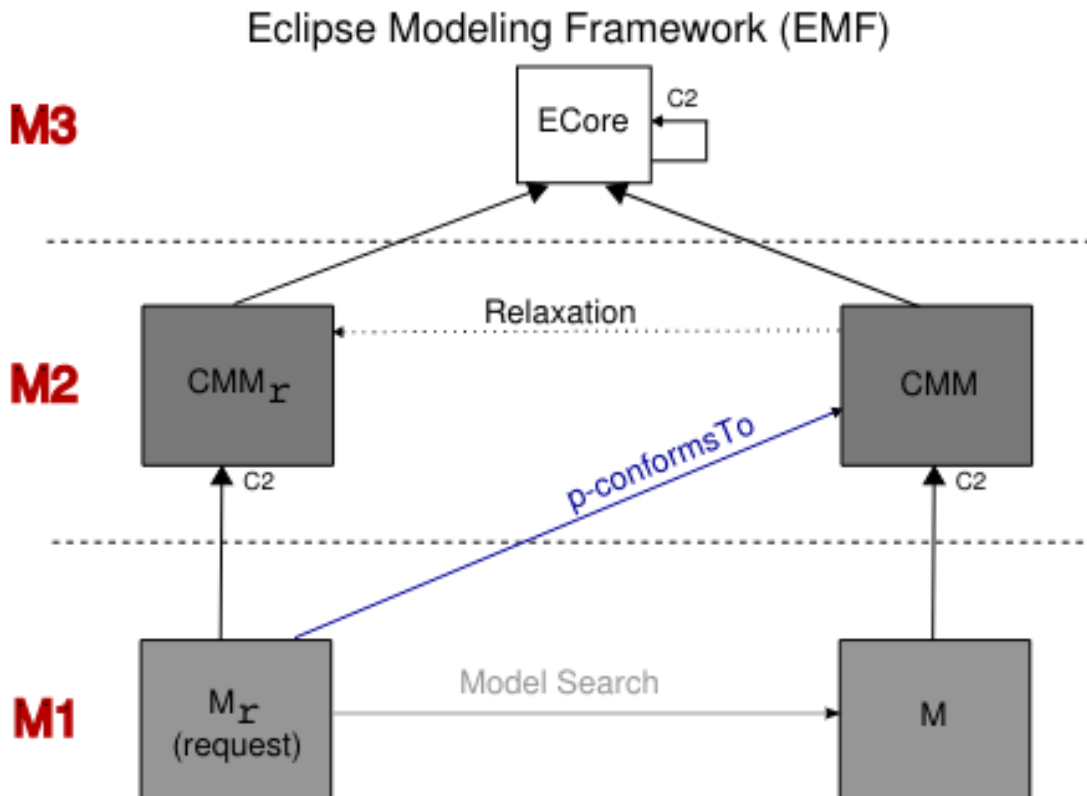 Eclipse Modeling Framework (EMF)
M3
ECore
C2
Relaxation
M2
CMMr
CMM
p-conformsTo
C2
C2
M1
Mr
(request)
Model Search
M